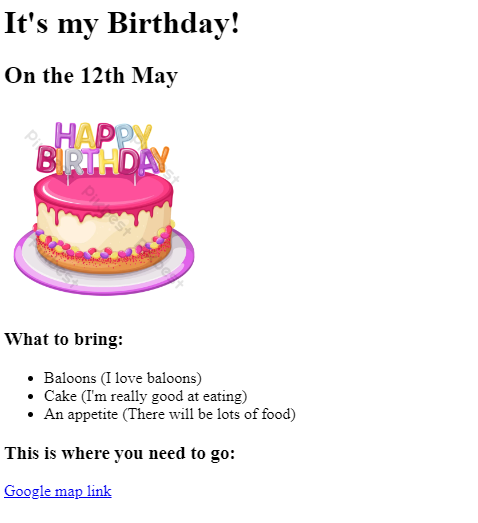 It's my Birthday!
On the 12th May
HAPPY
BIRTHDAY
What to bring:
Baloons (I love baloons)
Cake (I'm really good at eating)
An appetite (There will be lots of food)
This is where you need to go:
Google map link